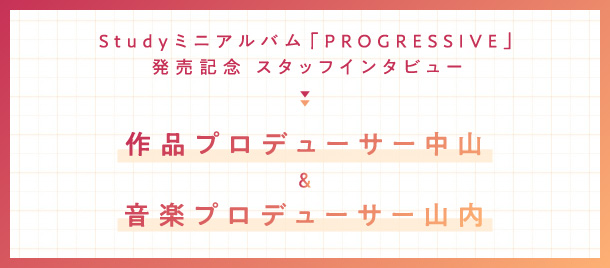 Studyミニアルバム「PROGRESSIVE」
発売記念 スタッフインタビュー
作品プロデューサー中山
&
音楽プロデューサー山内